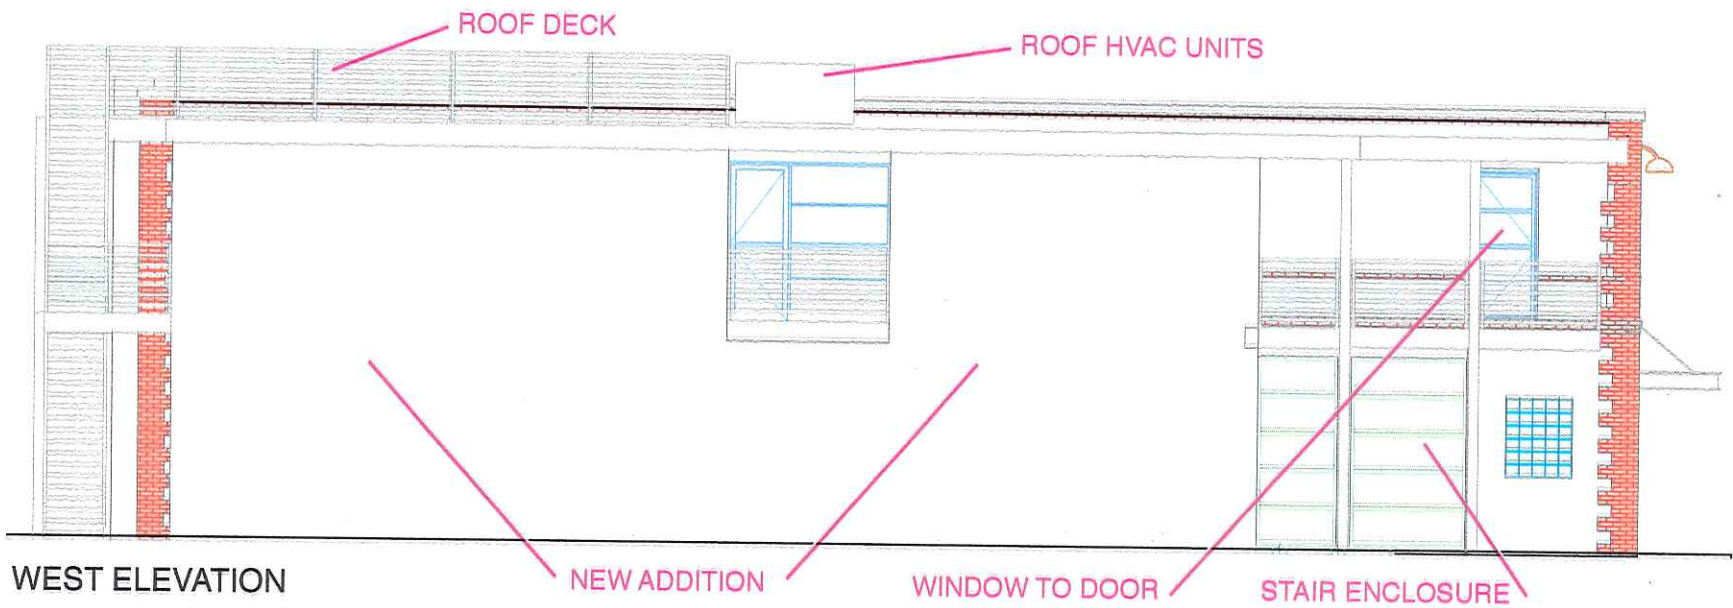 ROOF DECK
ROOF HVAC UNITS
WEST ELEVATION
NEW ADDITION
WINDOW TO DOOR
STAIR ENCLOSURE